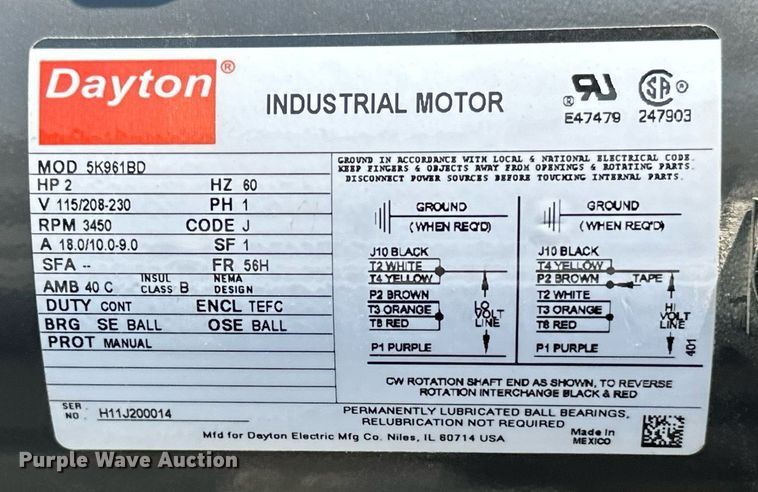 Dayton®
INDUSTRIAL MOTOR
® E47479
SA® 247903
MOD 5K961BD
HP 2 HZ 60
V 115/208-230 PH 1
RPM 3450 CODE J
A 18.0/10.0-9.0 SF 1
SFA -- FR 56H
AMB 40 C INSUL CLASS B NEMA DESIGN
DUTY CONT ENCL TEFC
BRG SE BALL OSE BALL
PROT MANUAL
SER NO. H11J200014
GROUND IN ACCORDANCE WITH LOCAL & NATIONAL ELECTRICAL CODE.
KEEP FINGERS & OBJECTS AWAY FROM OPENINGS & ROTATING PARTS.
DISCONNECT POWER SOURCES BEFORE TOUCHING INTERNAL PARTS.
GROUND
(WHEN REQ'D)
J10 BLACK
T2 WHITE
T4 YELLOW
P2 BROWN
T3 ORANGE
T8 RED
P1 PURPLE
LO
VOLT
LINE
GROUND
(WHEN REQ'D)
J10 BLACK
T4 YELLOW
P2 BROWN TAPE
T2 WHITE
T3 ORANGE
T8 RED
P1 PURPLE
HI
VOLT
LINE
401
CW ROTATION SHAFT END AS SHOWN, TO REVERSE
ROTATION INTERCHANGE BLACK & RED
PERMANENTLY LUBRICATED BALL BEARINGS,
RELUBRICATION NOT REQUIRED
Made in
MEXICO
Mfd for Dayton Electric Mfg Co. Niles, IL 60714 USA
Purple Wave Auction